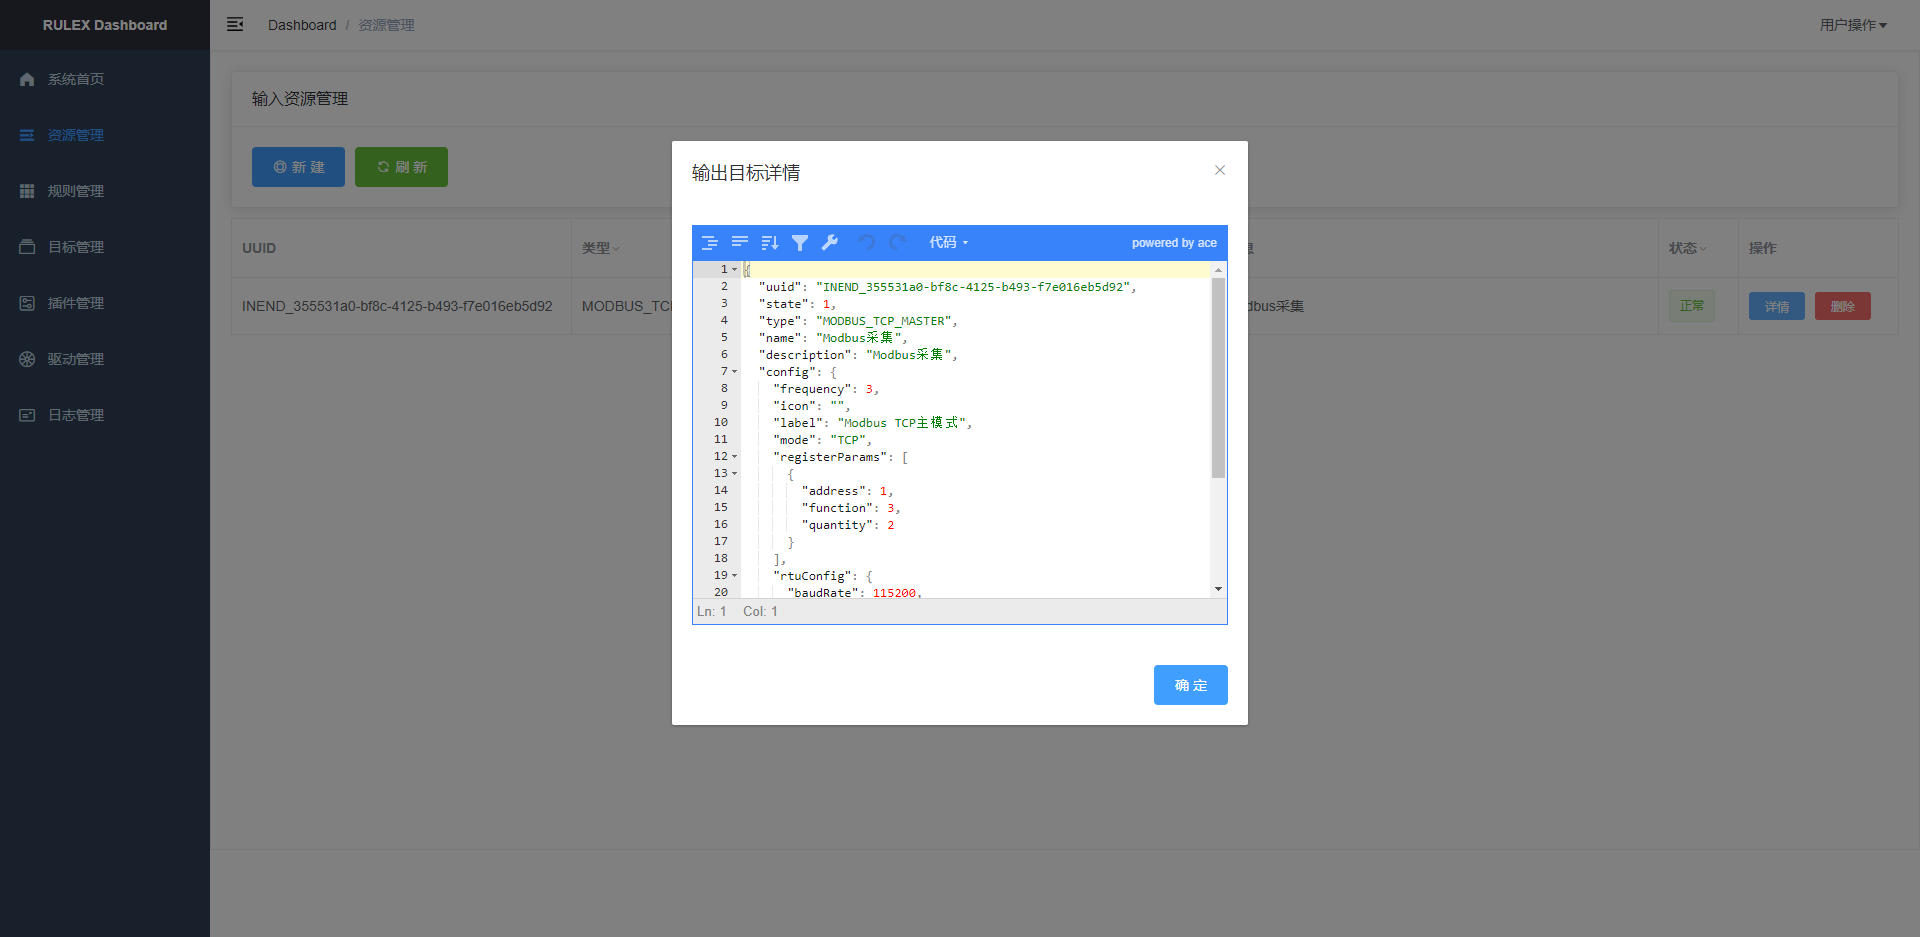 RULEX Dashboard
Dashboard / 资源管理
用户操作
系统首页
资源管理
规则管理
目标管理
插件管理
驱动管理
日志管理
输入资源管理
新 建
刷 新
UUID
类型
状态
操作
INEND_355531a0-bf8c-4125-b493-f7e016eb5d92
MODBUS_TC
dbus采集
正常
详情
删除
输出目标详情
代码
powered by ace
1 {
2 "uuid": "INEND_355531a0-bf8c-4125-b493-f7e016eb5d92",
3 "state": 1,
4 "type": "MODBUS_TCP_MASTER",
5 "name": "Modbus采集",
6 "description": "Modbus采集",
7 "config": {
8 "frequency": 3,
9 "icon": "",
10 "label": "Modbus TCP主模式",
11 "mode": "TCP",
12 "registerParams": [
13 {
14 "address": 1,
15 "function": 3,
16 "quantity": 2
17 }
18 ],
19 "rtuConfig": {
20 "baudRate": 115200,
Ln: 1 Col: 1
确 定